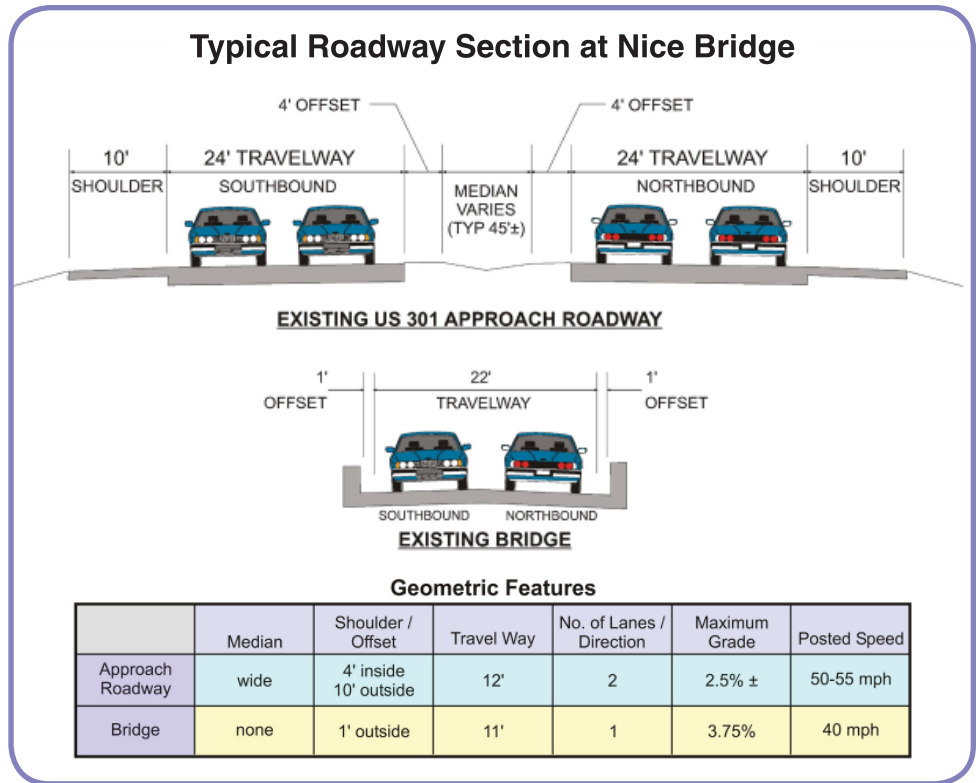 Typical Roadway Section at Nice Bridge
4' OFFSET
4' OFFSET
10'
SHOULDER
24' TRAVELWAY
SOUTHBOUND
MEDIAN
VARIES
(TYP 45'±)
24' TRAVELWAY
NORTHBOUND
10'
SHOULDER
EXISTING US 301 APPROACH ROADWAY
1'
OFFSET
22'
TRAVELWAY
1'
OFFSET
SOUTHBOUND
NORTHBOUND
EXISTING BRIDGE
Geometric Features
Median
Shoulder /
Offset
Travel Way
No. of Lanes /
Direction
Maximum
Grade
Posted Speed
Approach
Roadway
wide
4' inside
10' outside
12'
2
2.5% ±
50-55 mph
Bridge
none
1' outside
11'
1
3.75%
40 mph